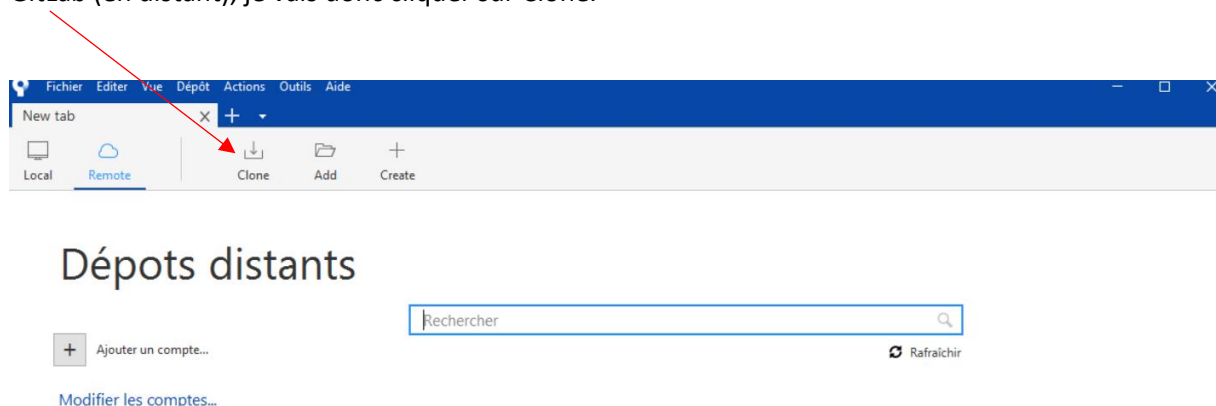 GitLab (en distant), je vais donc cliquer sur Clone.
Fichier Editer Vue Dépôt Actions Outils Aide
New tab
Local Remote Clone Add Create
Dépots distants
Rechercher
Ajouter un compte...
Rafraîchir
Modifier les comptes...